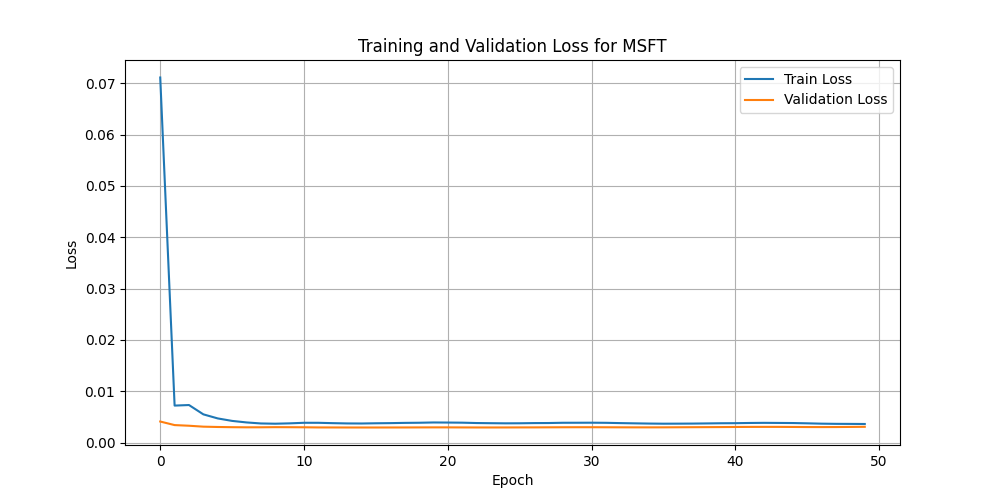 Training and Validation Loss for MSFT
Train Loss
Validation Loss
0.07
0.06
0.05
0.04
0.03
0.02
0.01
0.00
Loss
0 10 20 30 40 50
Epoch